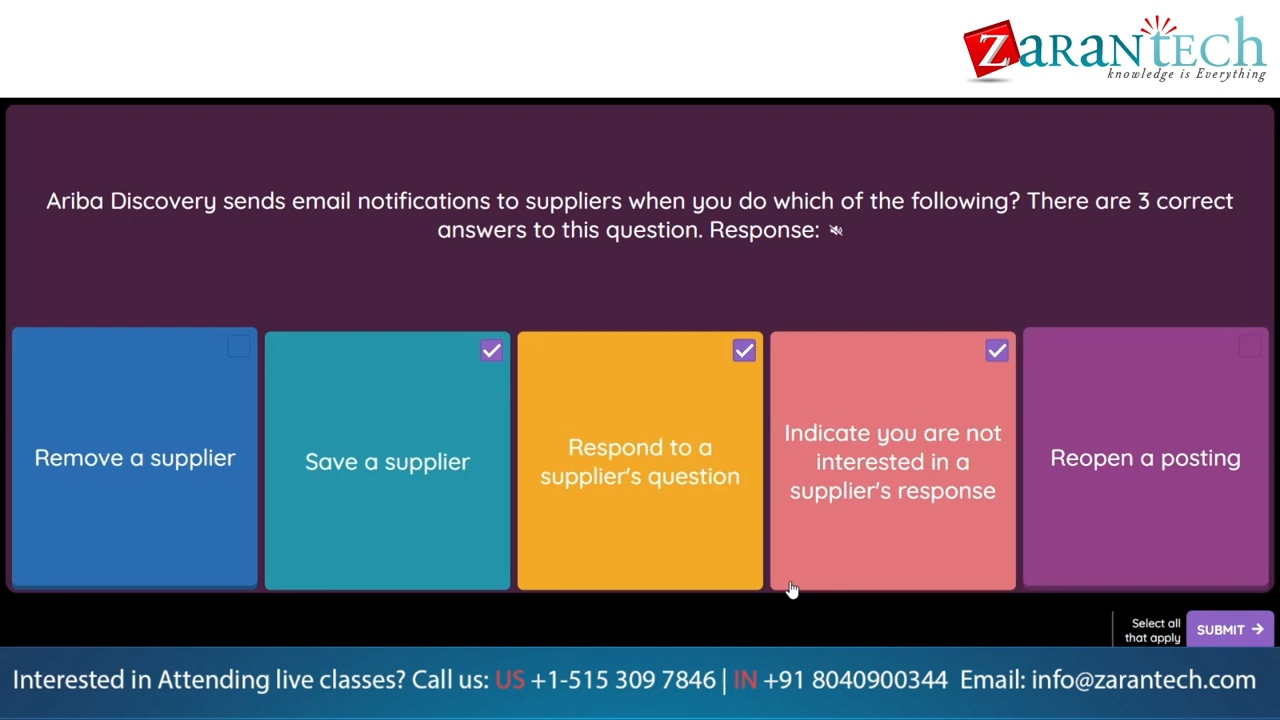 ZaranTech
knowledge is Everything
Ariba Discovery sends email notifications to suppliers when you do which of the following? There are 3 correct
answers to this question. Response:
Remove a supplier
Save a supplier
Respond to a
supplier's question
Indicate you are not
interested in a
supplier's response
Reopen a posting
Select all
that apply
SUBMIT →
Interested in Attending live classes? Call us: US +1-515 309 7846 | IN +91 8040900344 Email: info@zarantech.com